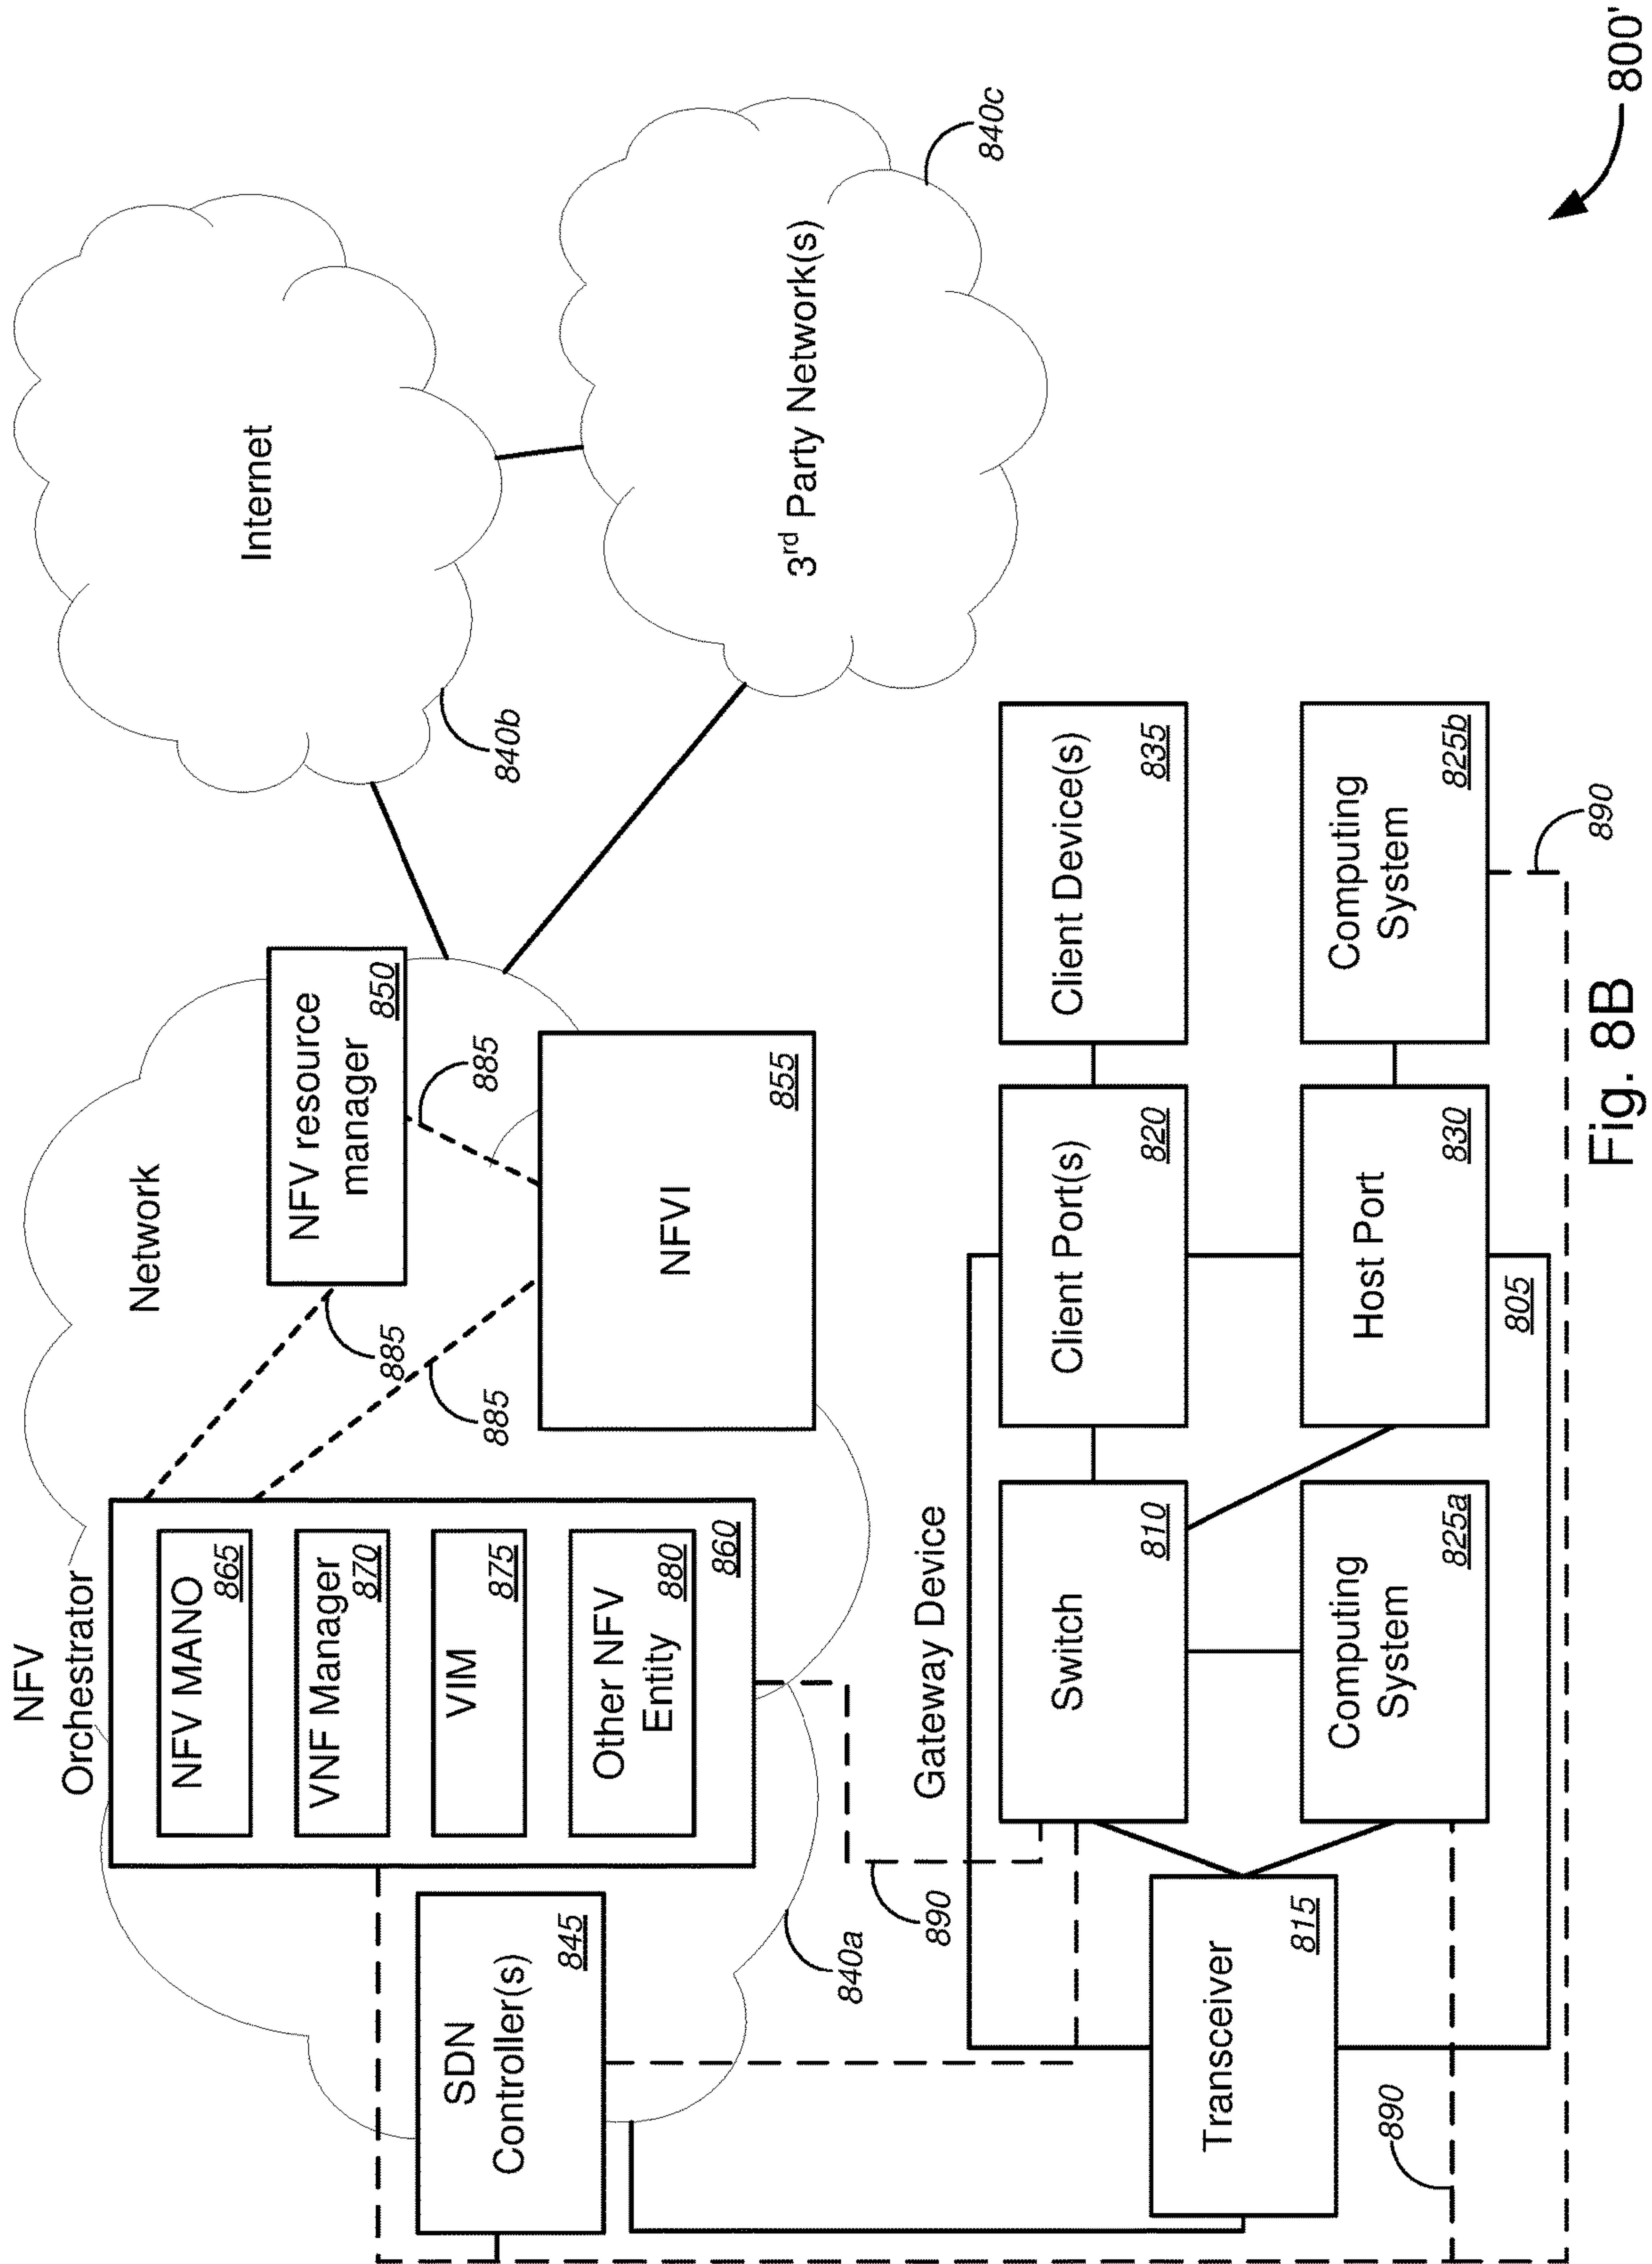 NFV
Orchestrator
NFV MANO
865
VNF Manager
870
VIM
875
Other NFV
Entity
880
860
SDN
Controller(s)
845
Network
NFV resource
manager
850
885
885
885
NFVI
855
840a
Internet
840b
3rd Party Network(s)
840c
890
Gateway Device
Transceiver
815
Switch
810
Client Port(s)
820
Client Device(s)
835
Computing
System
825a
Host Port
830
Computing
System
825b
805
890
890
Fig. 8B
800'